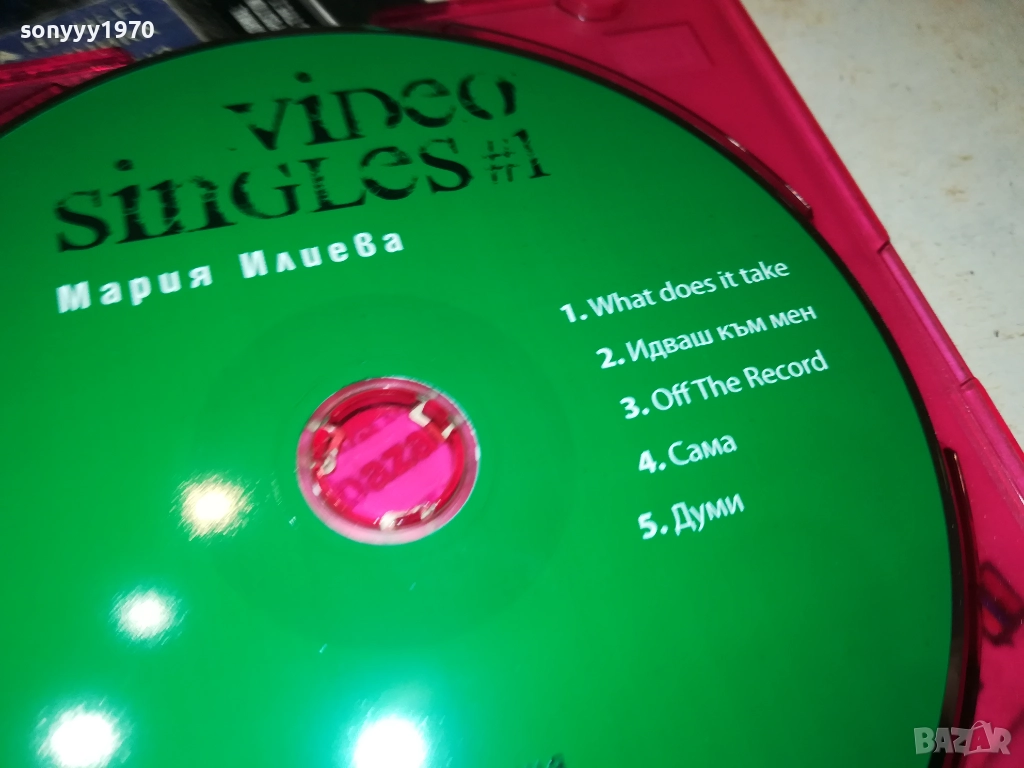 sonyyy1970
VIDEO
SINGLES #1
Мария Илиева
1. What does it take
2. Идваш към мен
3. Off The Record
4. Сама
5. Думи
BAZAR